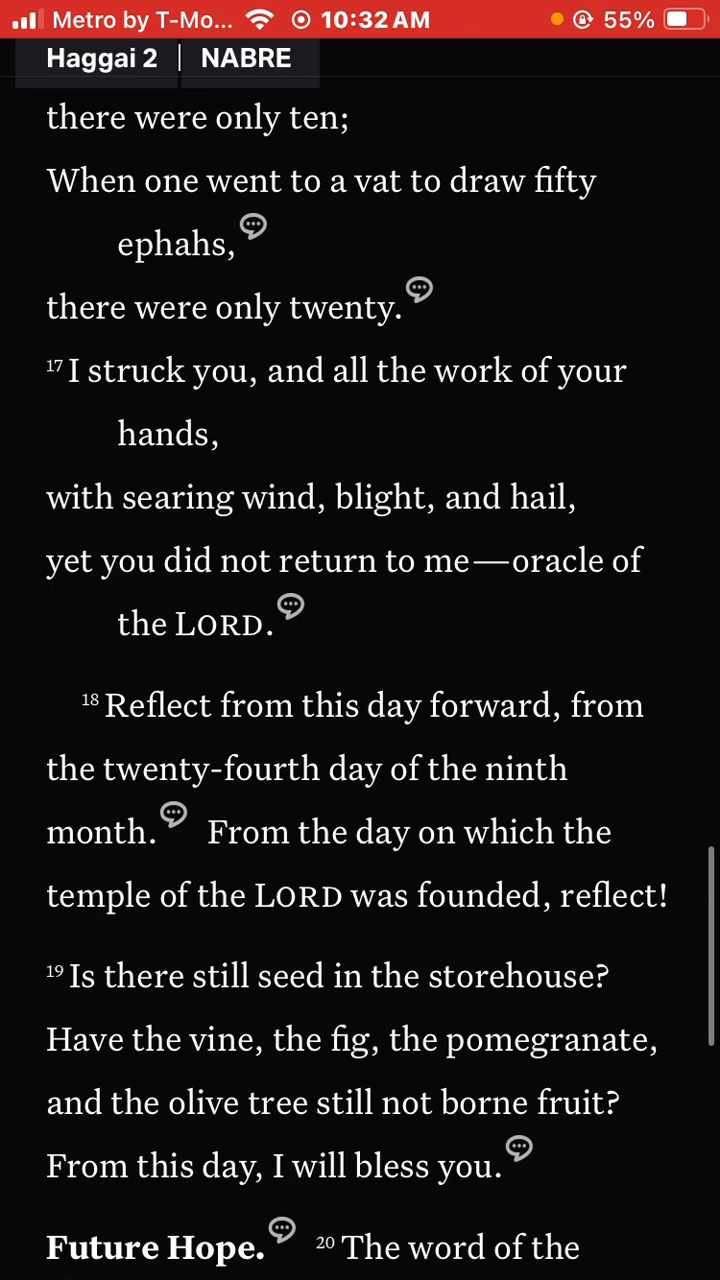 Metro by T-Mo... 10:32 AM 55%
Haggai 2 | NABRE
there were only ten;
When one went to a vat to draw fifty
ephahs,
there were only twenty.
17 I struck you, and all the work of your
hands,
with searing wind, blight, and hail,
yet you did not return to me—oracle of
the LORD.
18 Reflect from this day forward, from
the twenty-fourth day of the ninth
month. From the day on which the
temple of the LORD was founded, reflect!
19 Is there still seed in the storehouse?
Have the vine, the fig, the pomegranate,
and the olive tree still not borne fruit?
From this day, I will bless you.
Future Hope. 20 The word of the